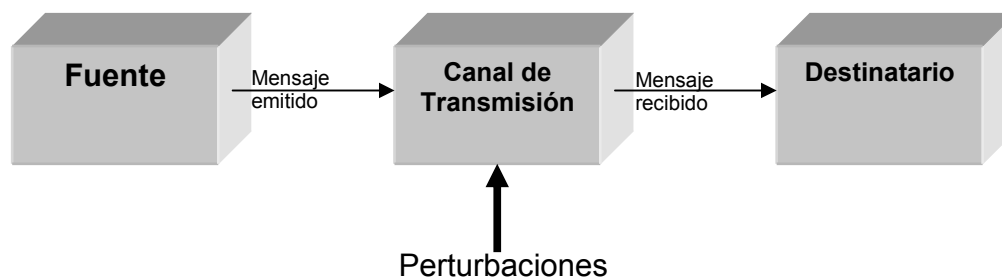 Fuente
Mensaje
emitido
Canal de
Transmisión
Mensaje
recibido
Destinatario
Perturbaciones